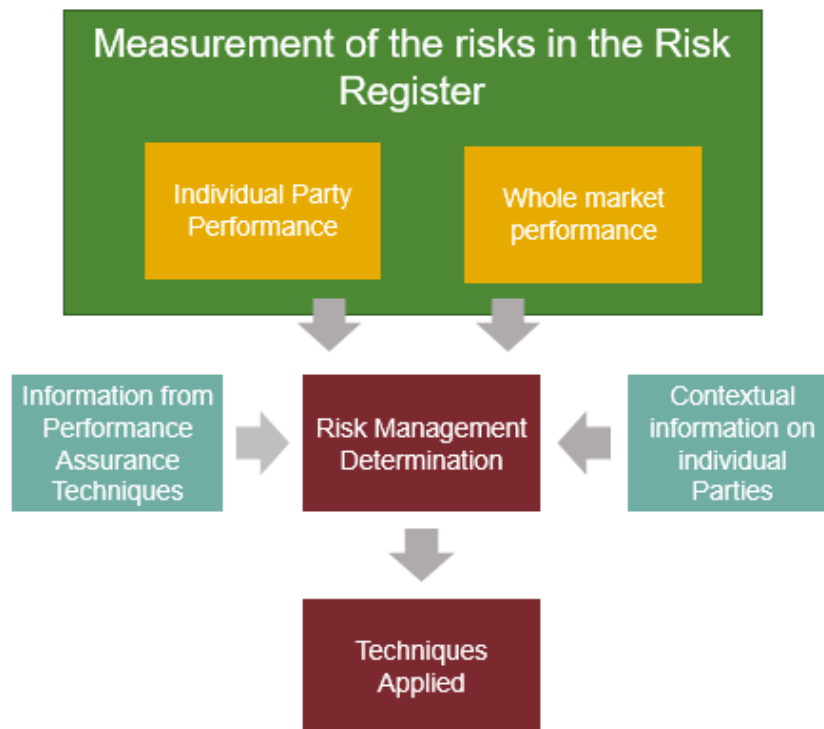 Measurement of the risks in the Risk
Register
Individual Party
Performance
Whole market
performance
Information from
Performance
Assurance
Techniques
Risk Management
Determination
Contextual
information on
individual
Parties
Techniques
Applied